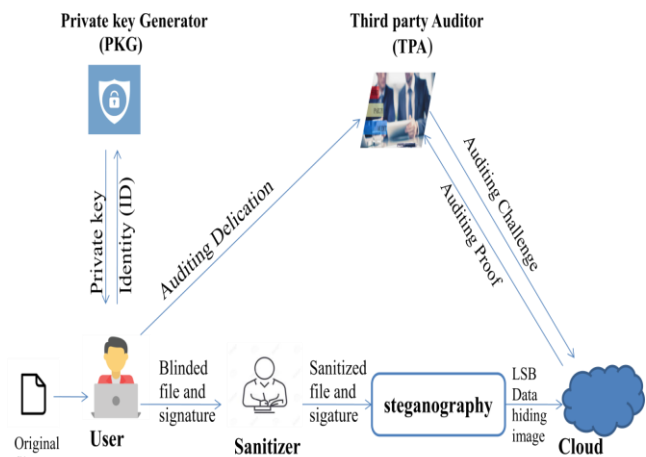 Private key Generator
(PKG)
Third party Auditor
(TPA)
Private key
Identity (ID)
Auditing Delication
Auditing Challenge
Auditing Proof
Blinded
file and
signature
Sanitized
file and
sigature
steganography
LSB
Data
hiding
image
Original
User
Sanitizer
Cloud